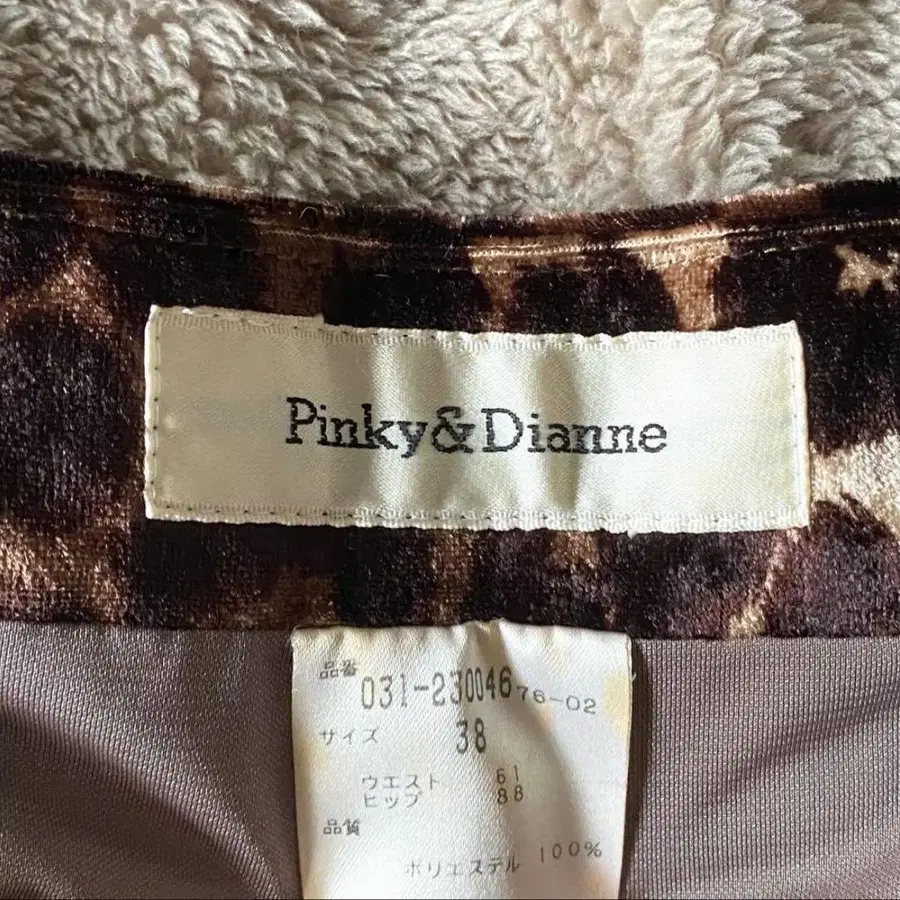 Pinky&Dianne
品番
031-230046 76-02
サイズ 38
ウエスト 61
ヒップ 88
品質
ポリエステル 100%